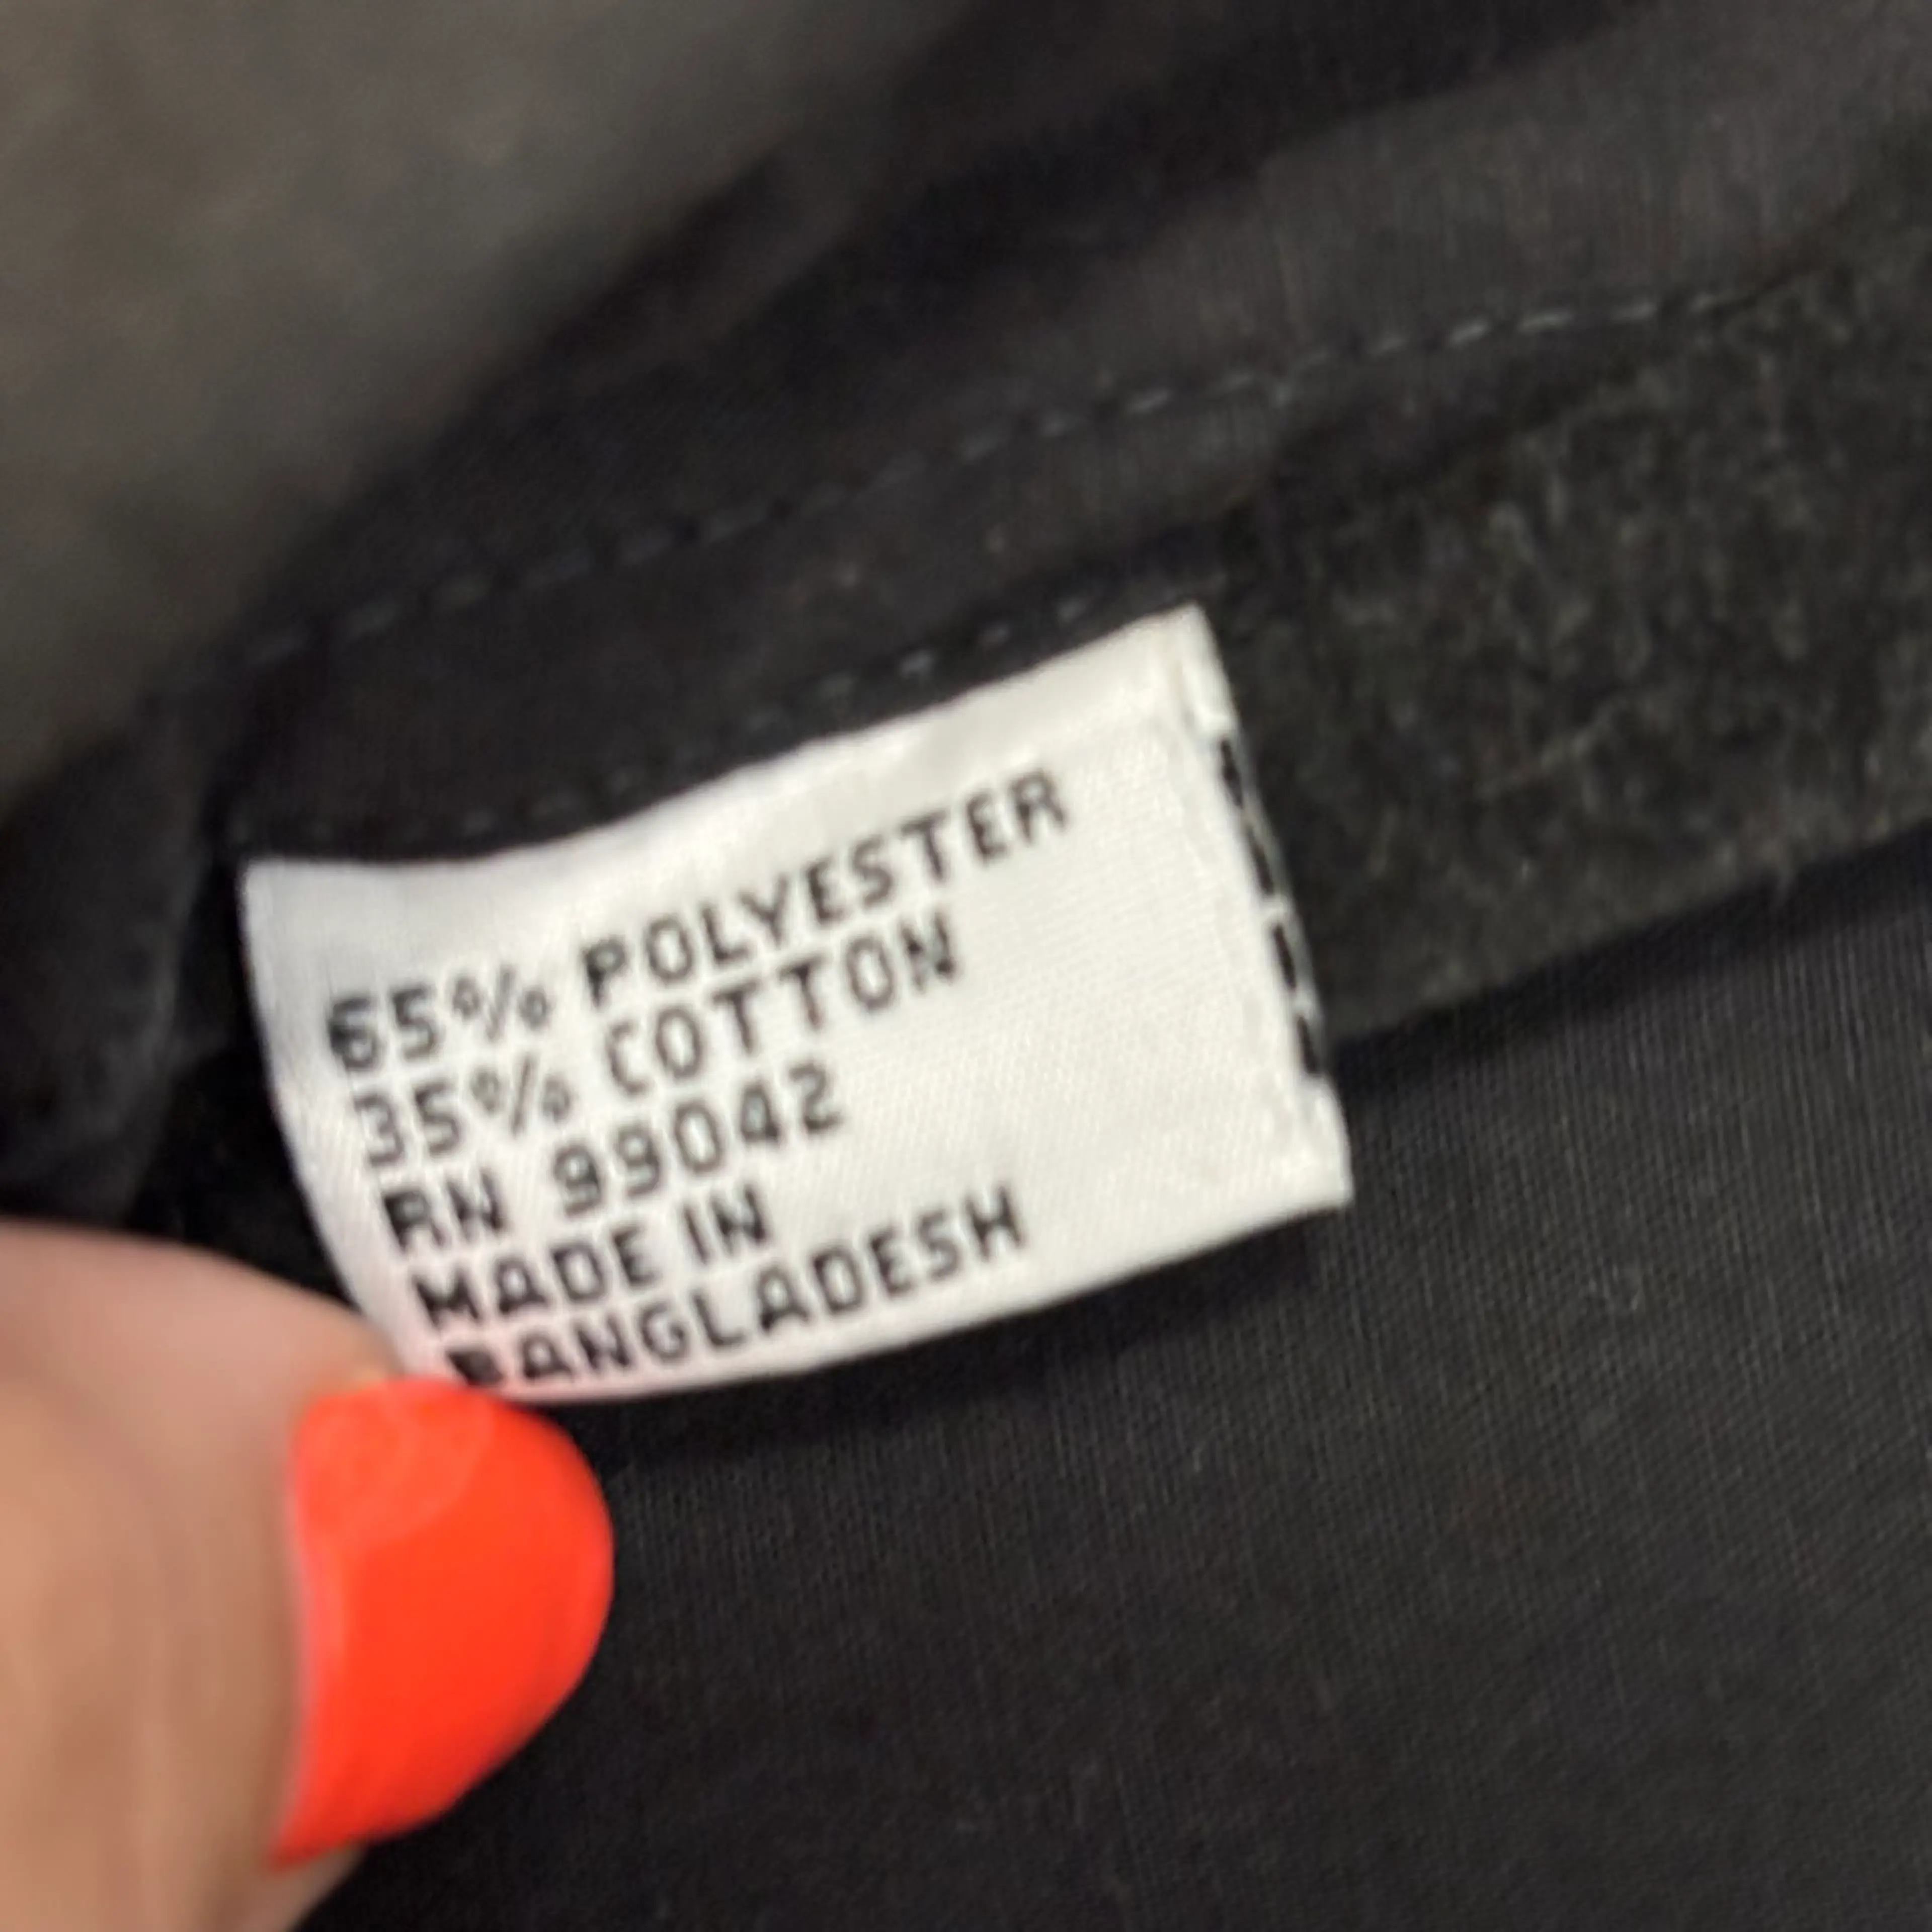 65% POLYESTER
35% COTTON
RN 99042
MADE IN
BANGLADESH